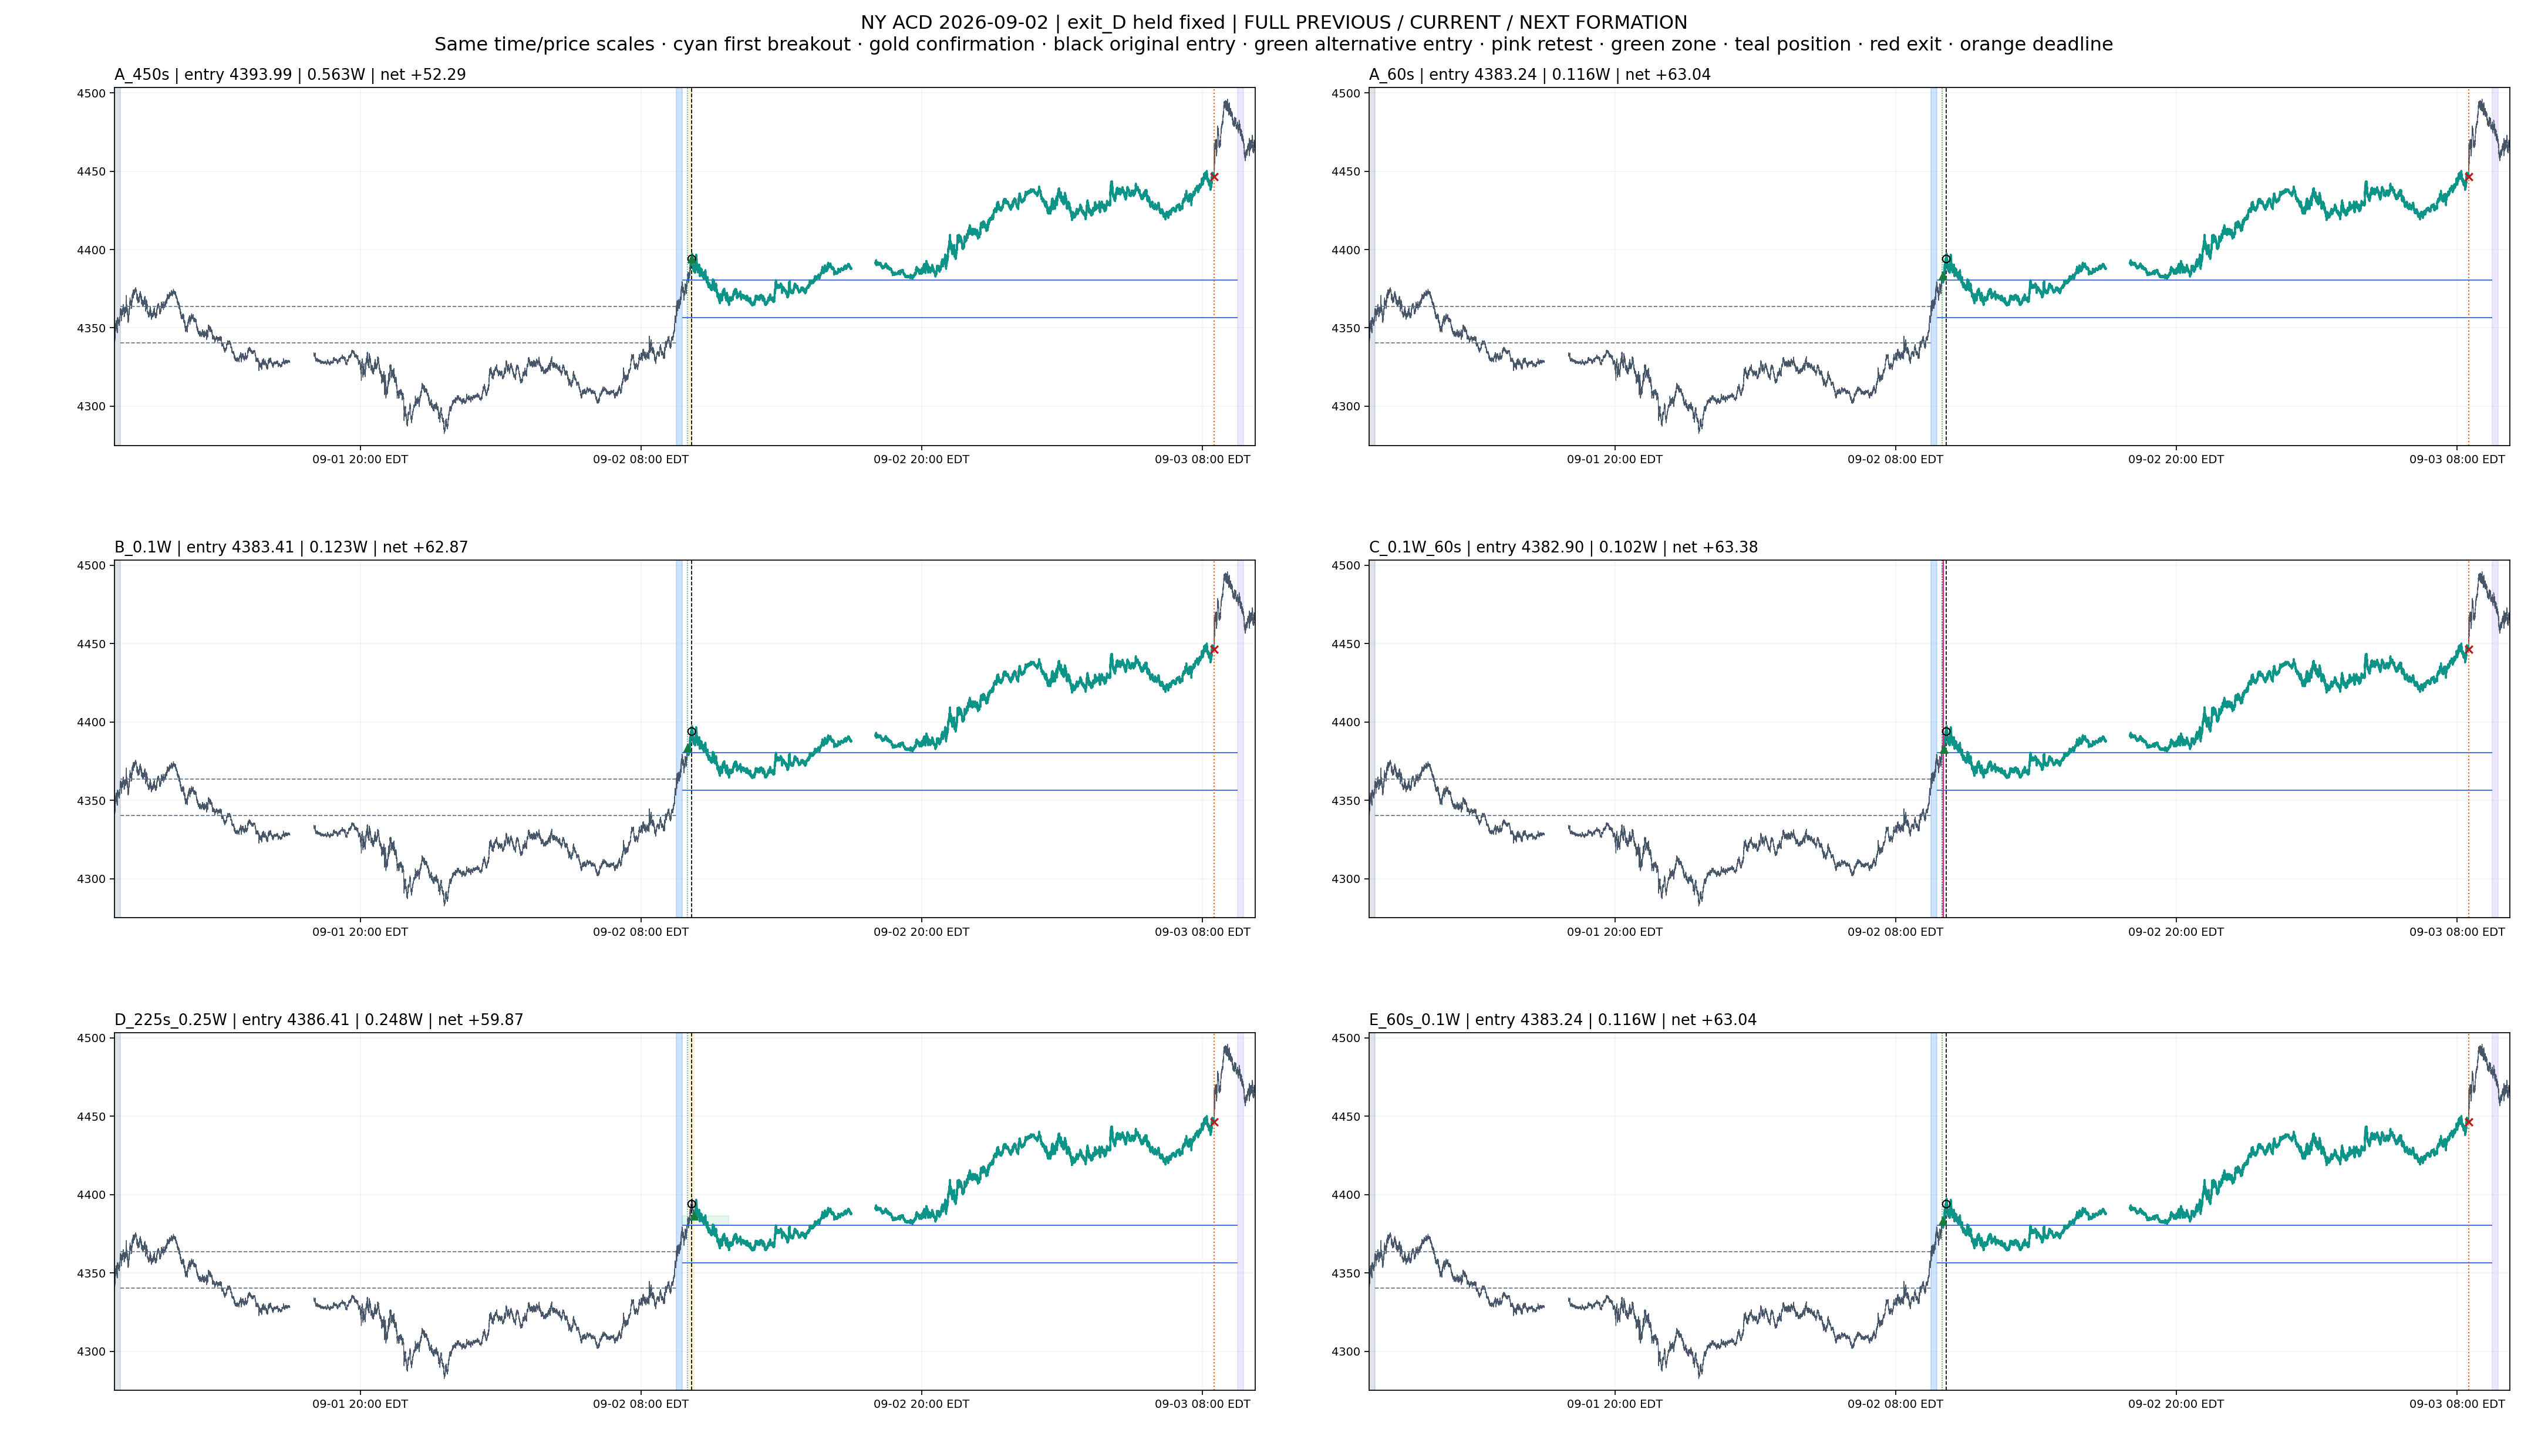 NY ACD 2026-09-02 | exit_D held fixed | FULL PREVIOUS / CURRENT / NEXT FORMATION
Same time/price scales · cyan first breakout · gold confirmation · black original entry · green alternative entry · pink retest · green zone · teal position · red exit · orange deadline
A_450s | entry 4393.99 | 0.563W | net +52.29
4500
4450
4400
4350
4300
09-01 20:00 EDT
09-02 08:00 EDT
09-02 20:00 EDT
09-03 08:00 EDT
A_60s | entry 4383.24 | 0.116W | net +63.04
4500
4450
4400
4350
4300
09-01 20:00 EDT
09-02 08:00 EDT
09-02 20:00 EDT
09-03 08:00 EDT
B_0.1W | entry 4383.41 | 0.123W | net +62.87
4500
4450
4400
4350
4300
09-01 20:00 EDT
09-02 08:00 EDT
09-02 20:00 EDT
09-03 08:00 EDT
C_0.1W_60s | entry 4382.90 | 0.102W | net +63.38
4500
4450
4400
4350
4300
09-01 20:00 EDT
09-02 08:00 EDT
09-02 20:00 EDT
09-03 08:00 EDT
D_225s_0.25W | entry 4386.41 | 0.248W | net +59.87
4500
4450
4400
4350
4300
09-01 20:00 EDT
09-02 08:00 EDT
09-02 20:00 EDT
09-03 08:00 EDT
E_60s_0.1W | entry 4383.24 | 0.116W | net +63.04
4500
4450
4400
4350
4300
09-01 20:00 EDT
09-02 08:00 EDT
09-02 20:00 EDT
09-03 08:00 EDT